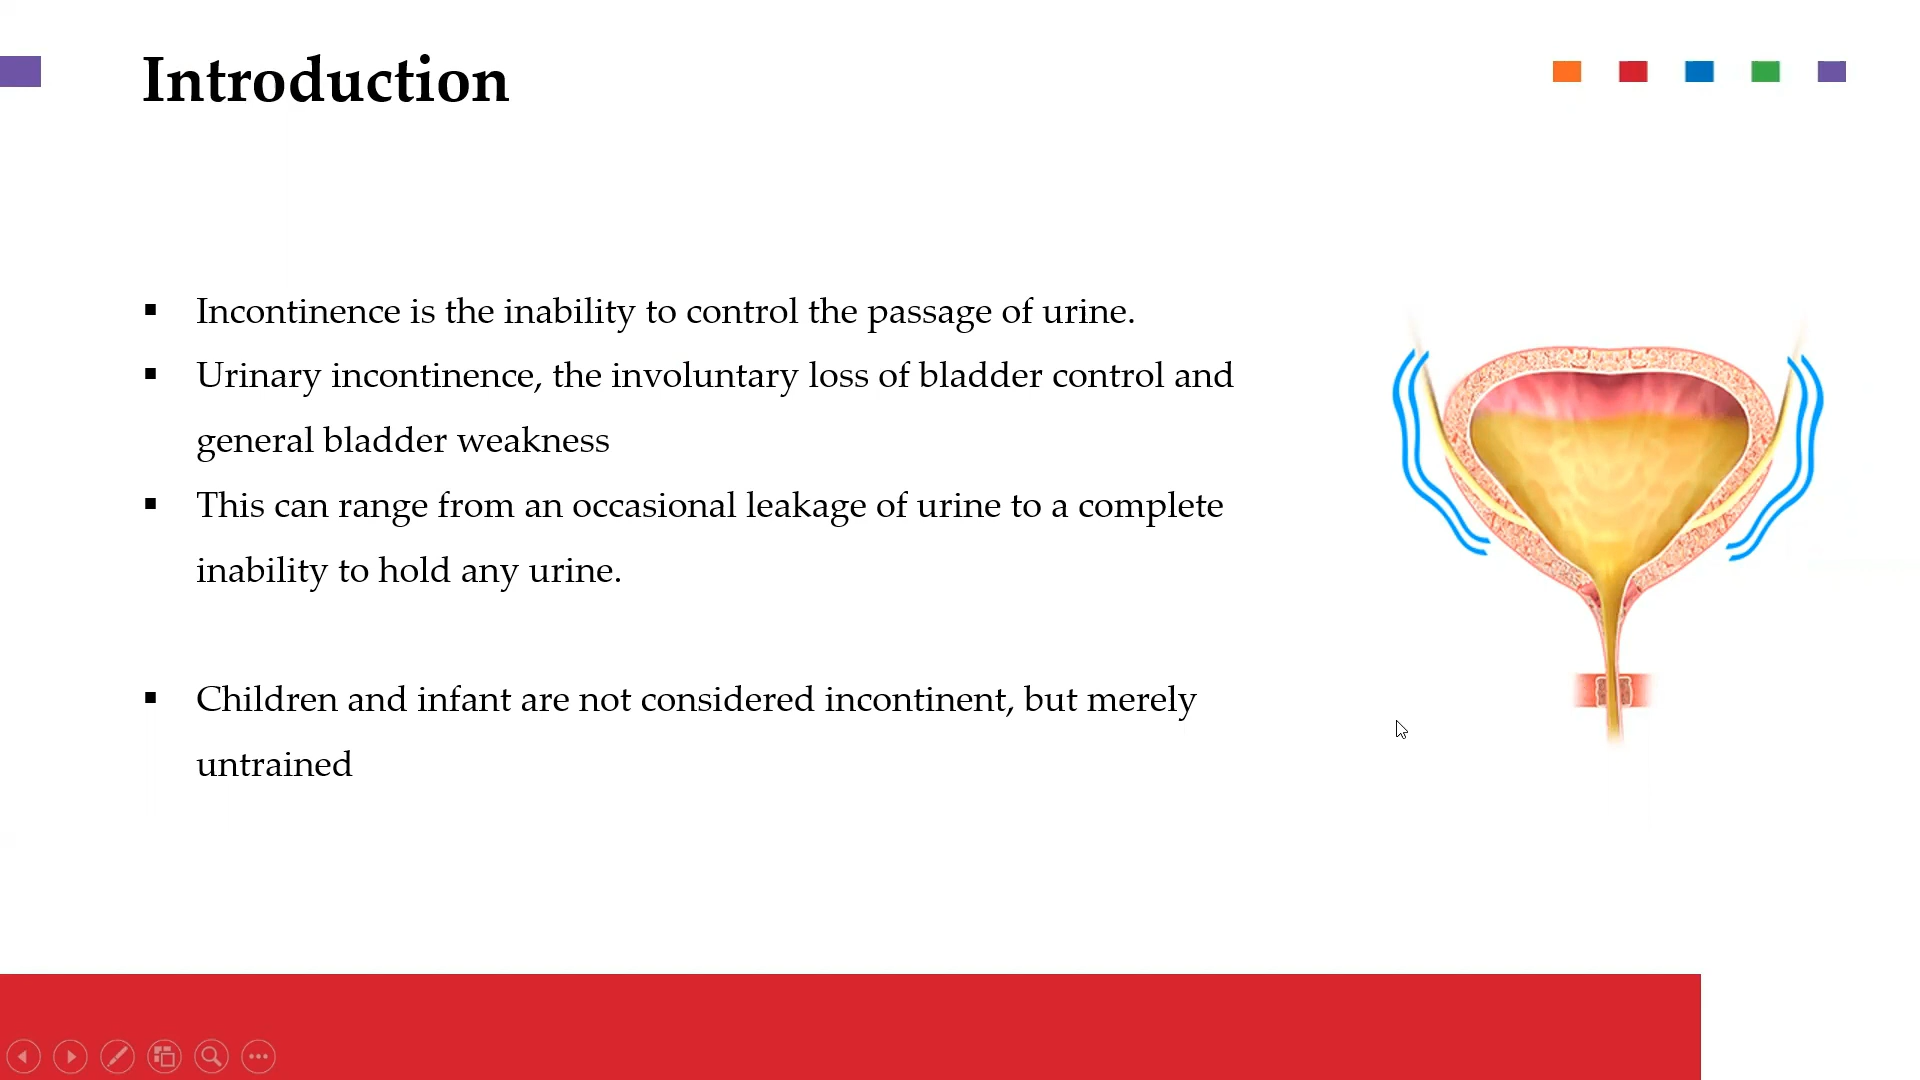 Introduction
▪ Incontinence is the inability to control the passage of urine.
▪ Urinary incontinence, the involuntary loss of bladder control and
general bladder weakness
▪ This can range from an occasional leakage of urine to a complete
inability to hold any urine.
▪ Children and infant are not considered incontinent, but merely
untrained